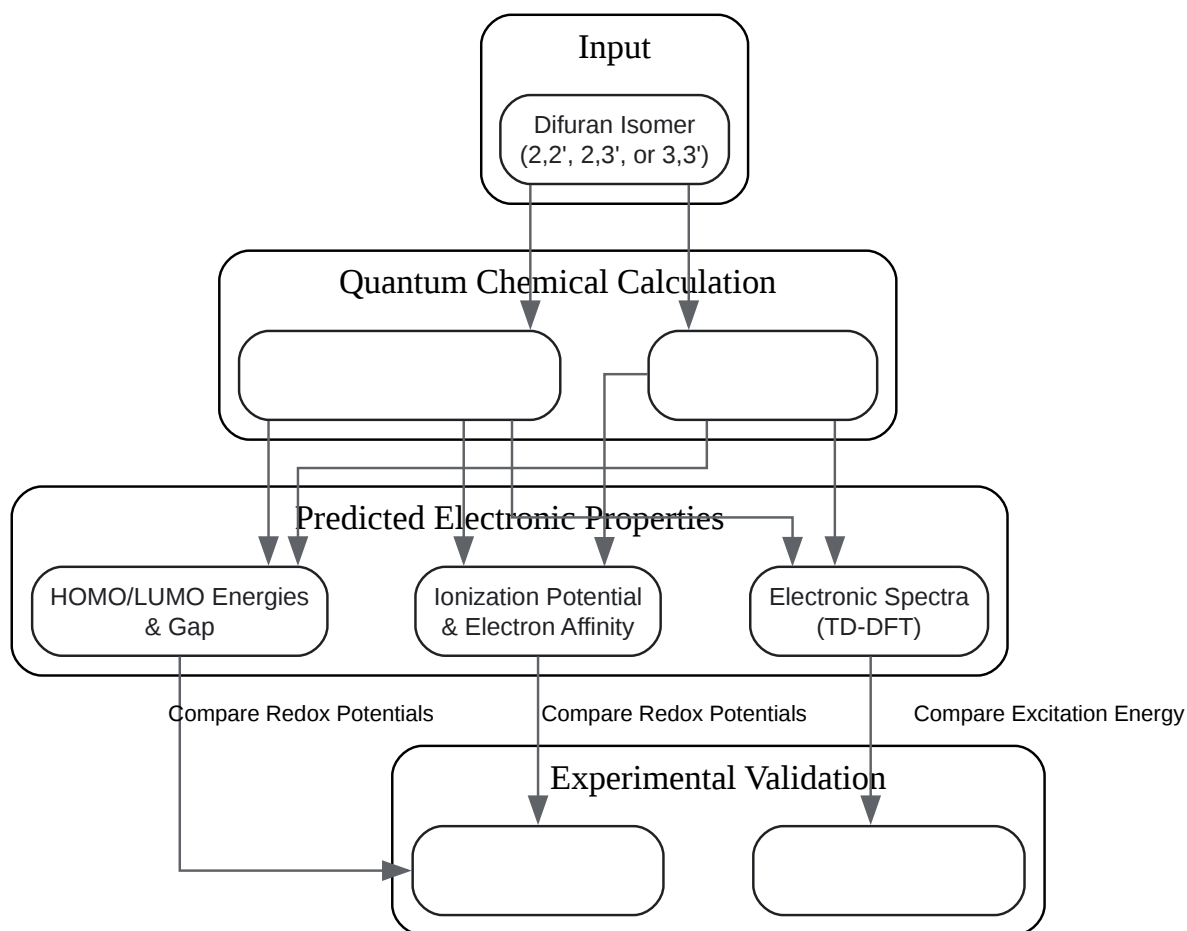 Input
Difuran Isomer
(2,2', 2,3', or 3,3')
Quantum Chemical Calculation
Predicted Electronic Properties
HOMO/LUMO Energies
& Gap
Ionization Potential
& Electron Affinity
Electronic Spectra
(TD-DFT)
Compare Redox Potentials
Compare Redox Potentials
Compare Excitation Energy
Experimental Validation